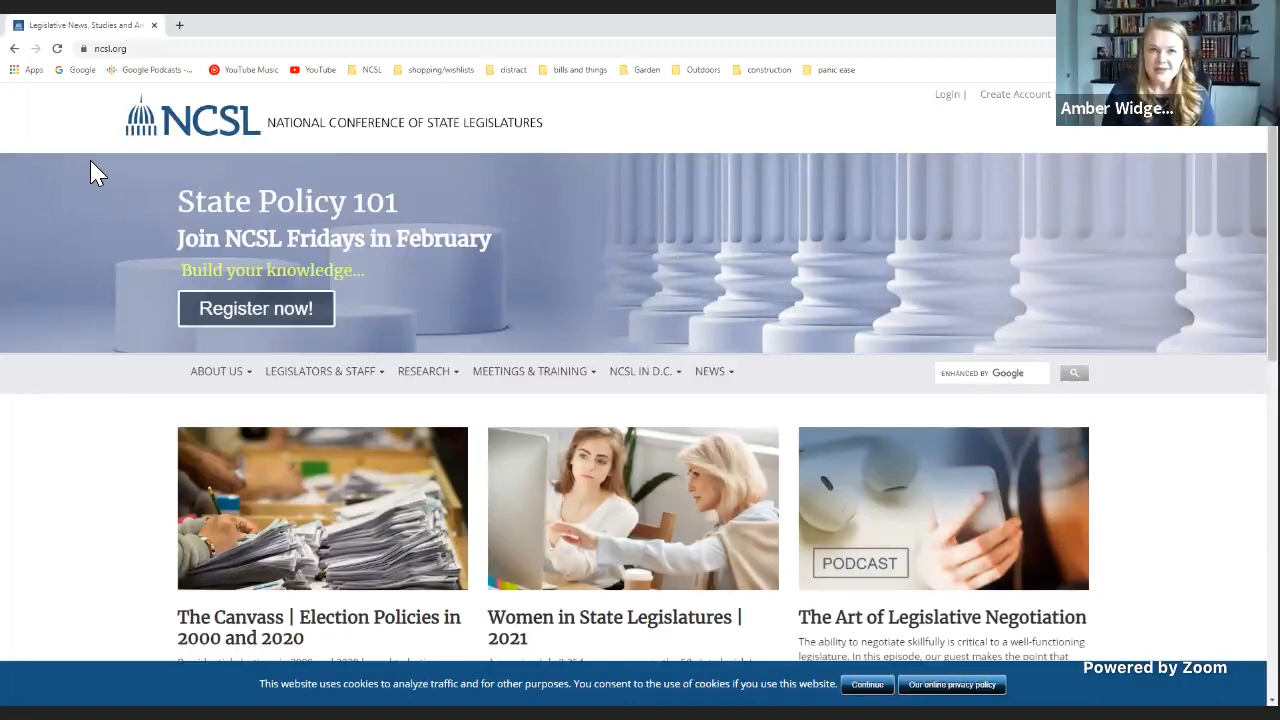 Legislative News, Studies and An
ncsl.org
Apps
Google
Google Podcasts -...
YouTube Music
YouTube
NCSL
shopping/wishlists
distract
bills and things
Garden
Outdoors
construction
panic ease
Amber Widge...
Login |
Create Account
NCSL NATIONAL CONFERENCE OF STATE LEGISLATURES
State Policy 101
Join NCSL Fridays in February
Build your knowledge...
Register now!
ABOUT US
LEGISLATORS & STAFF
RESEARCH
MEETINGS & TRAINING
NCSL IN D.C.
NEWS
ENHANCED BY Google
PODCAST
The Canvass | Election Policies in
2000 and 2020
Women in State Legislatures |
2021
The Art of Legislative Negotiation
The ability to negotiate skillfully is critical to a well-functioning
legislature. In this episode, our guest makes the point that
Powered by Zoom
This website uses cookies to analyze traffic and for other purposes. You consent to the use of cookies if you use this website.
Continue
Our online privacy policy